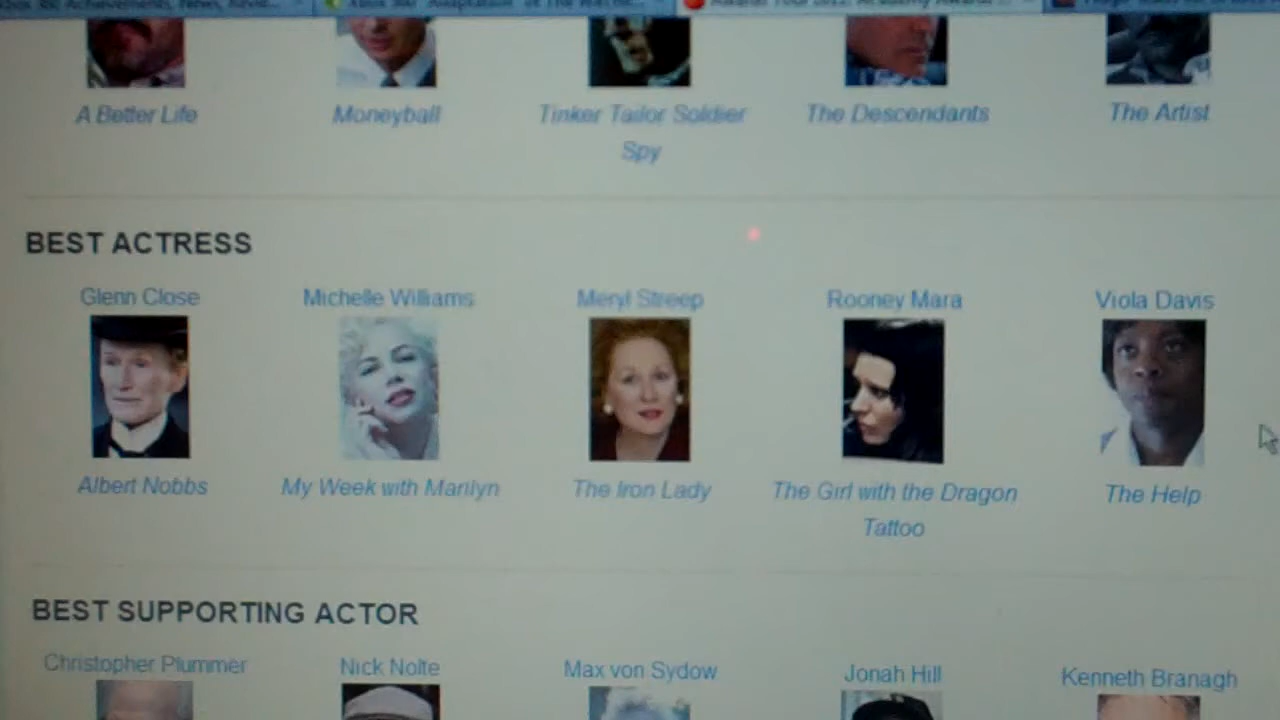 A Better Life
Moneyball
Tinker Tailor Soldier
Spy
The Descendants
The Artist
BEST ACTRESS
Glenn Close
Michelle Williams
Meryl Streep
Rooney Mara
Viola Davis
Albert Nobbs
My Week with Marilyn
The Iron Lady
The Girl with the Dragon
Tattoo
The Help
BEST SUPPORTING ACTOR
Christopher Plummer
Nick Nolte
Max von Sydow
Jonah Hill
Kenneth Branagh